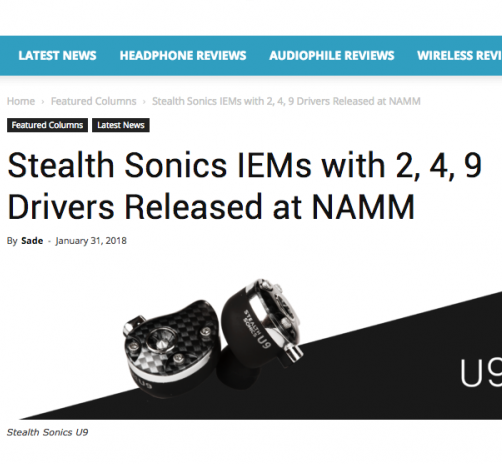 LATEST NEWS HEADPHONE REVIEWS AUDIOPHILE REVIEWS WIRELESS REVI
Home › Featured Columns › Stealth Sonics IEMs with 2, 4, 9 Drivers Released at NAMM
Featured Columns Latest News
Stealth Sonics IEMs with 2, 4, 9
Drivers Released at NAMM
By Sade - January 31, 2018
STEALTH
SONICS U9
U9
U9
Stealth Sonics U9